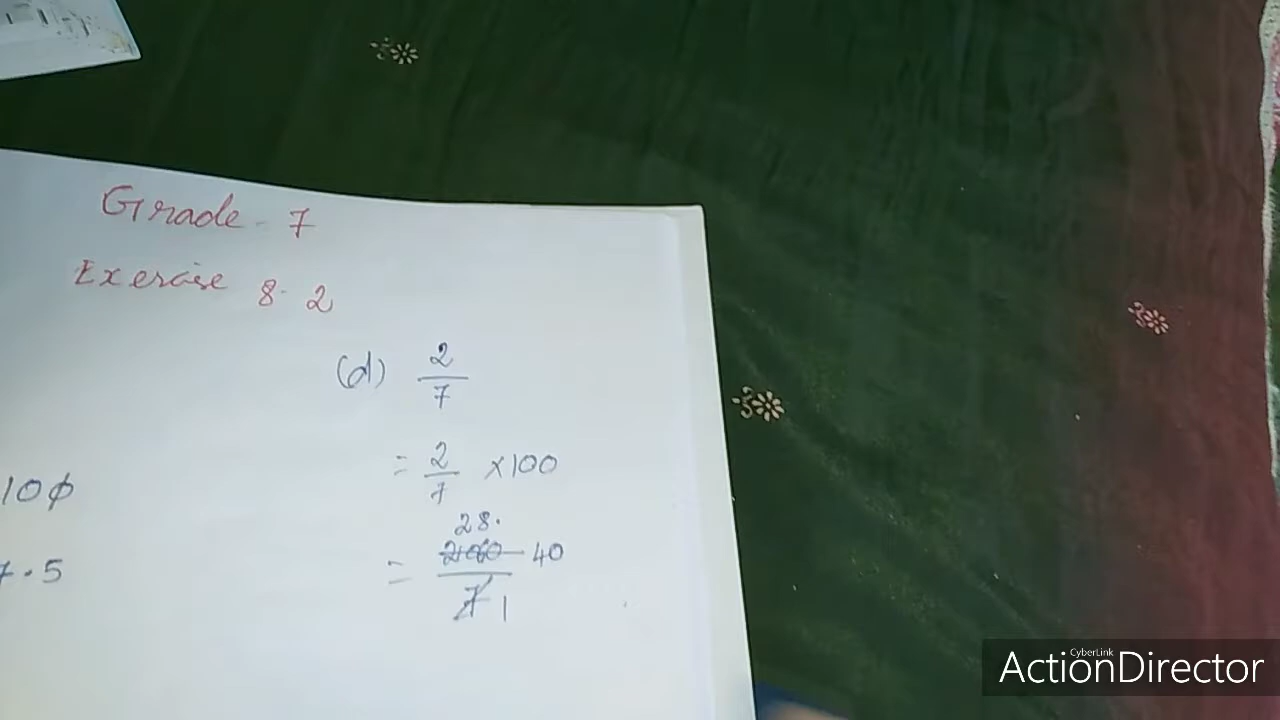 Grade - 7
Exercise 8.2
(d) 2/7
= 2/7 ×100
28.
= 200/7 40
1
100
7.5
CyberLink
ActionDirector